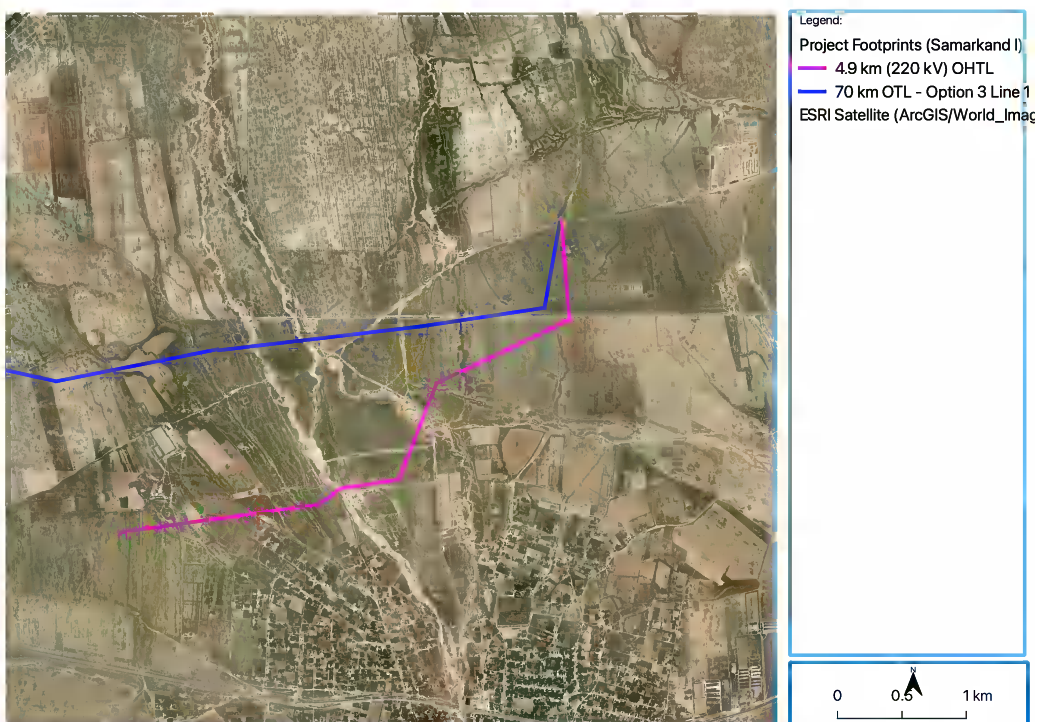 Legend:
Project Footprints (Samarkand I)
4.9 km (220 kV) OHTL
70 km OTL - Option 3 Line 1
ESRI Satellite (ArcGIS/World_Imag
N
0 0.5 1 km